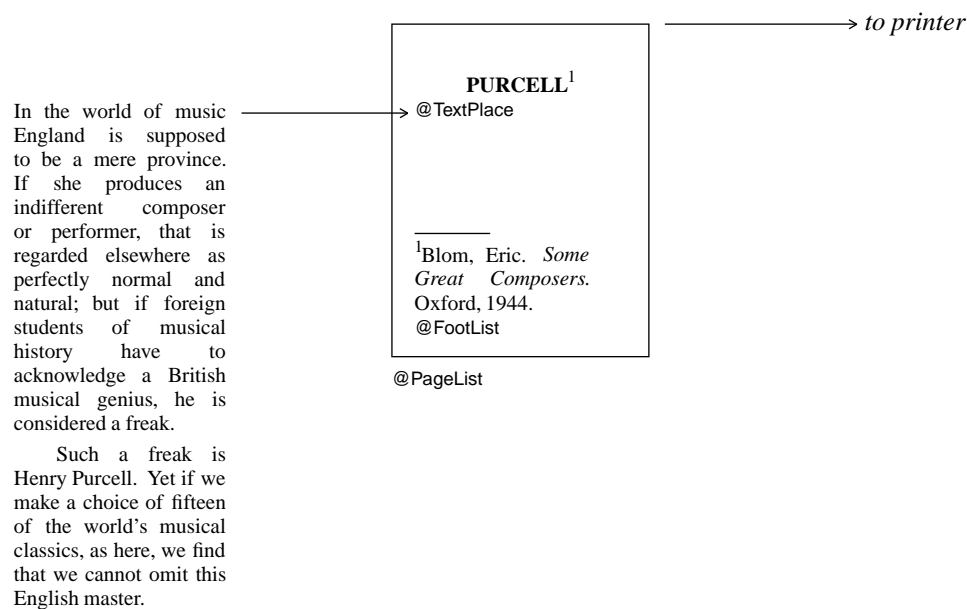 to printer
PURCELL1
@TextPlace
In the world of music
England is supposed
to be a mere province.
If she produces an
indifferent composer
or performer, that is
regarded elsewhere as
perfectly normal and
natural; but if foreign
students of musical
history have to
acknowledge a British
musical genius, he is
considered a freak.
Such a freak is
Henry Purcell. Yet if we
make a choice of fifteen
of the world's musical
classics, as here, we find
that we cannot omit this
English master.
1Blom, Eric. Some
Great Composers.
Oxford, 1944.
@FootList
@PageList